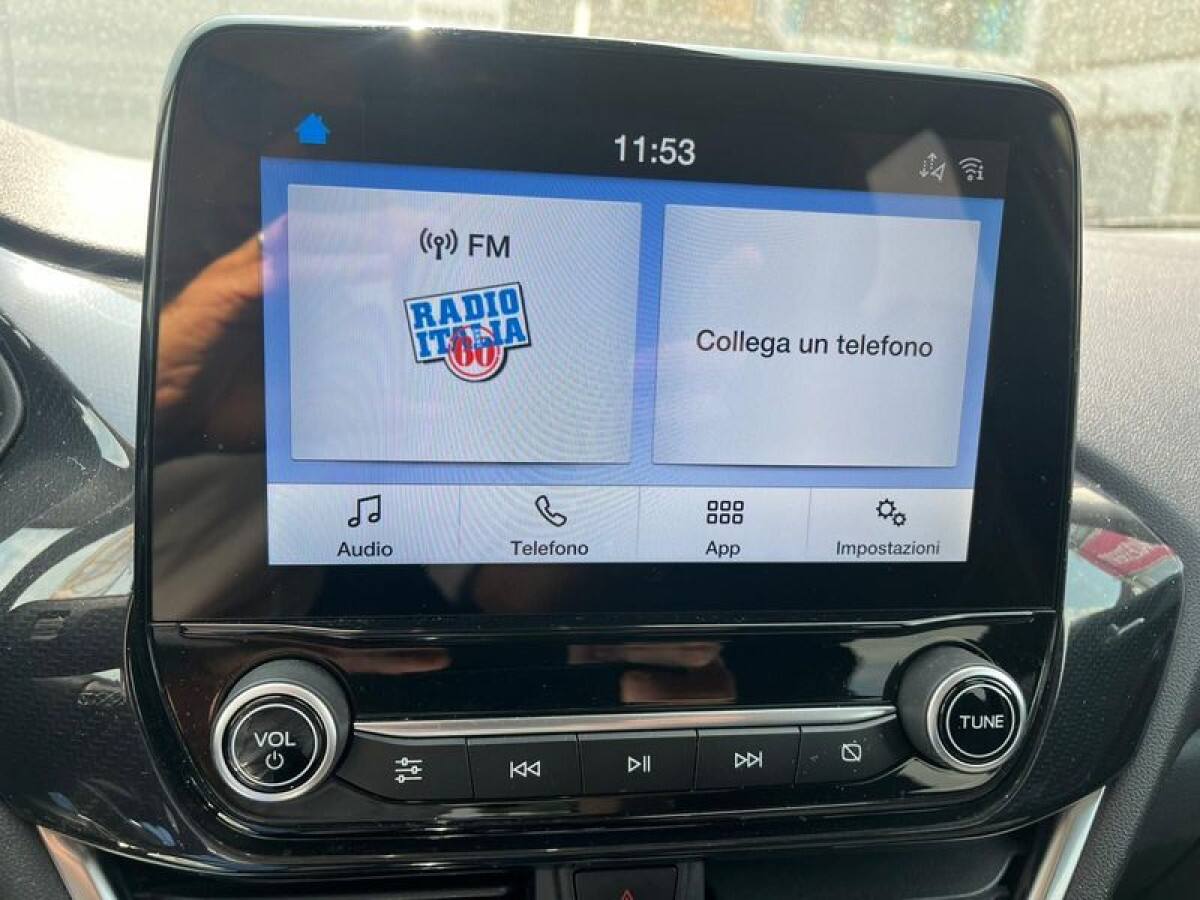 11:53
FM
RADIO
ITALIA
60
Collega un telefono
Audio
Telefono
App
Impostazioni
VOL
TUNE